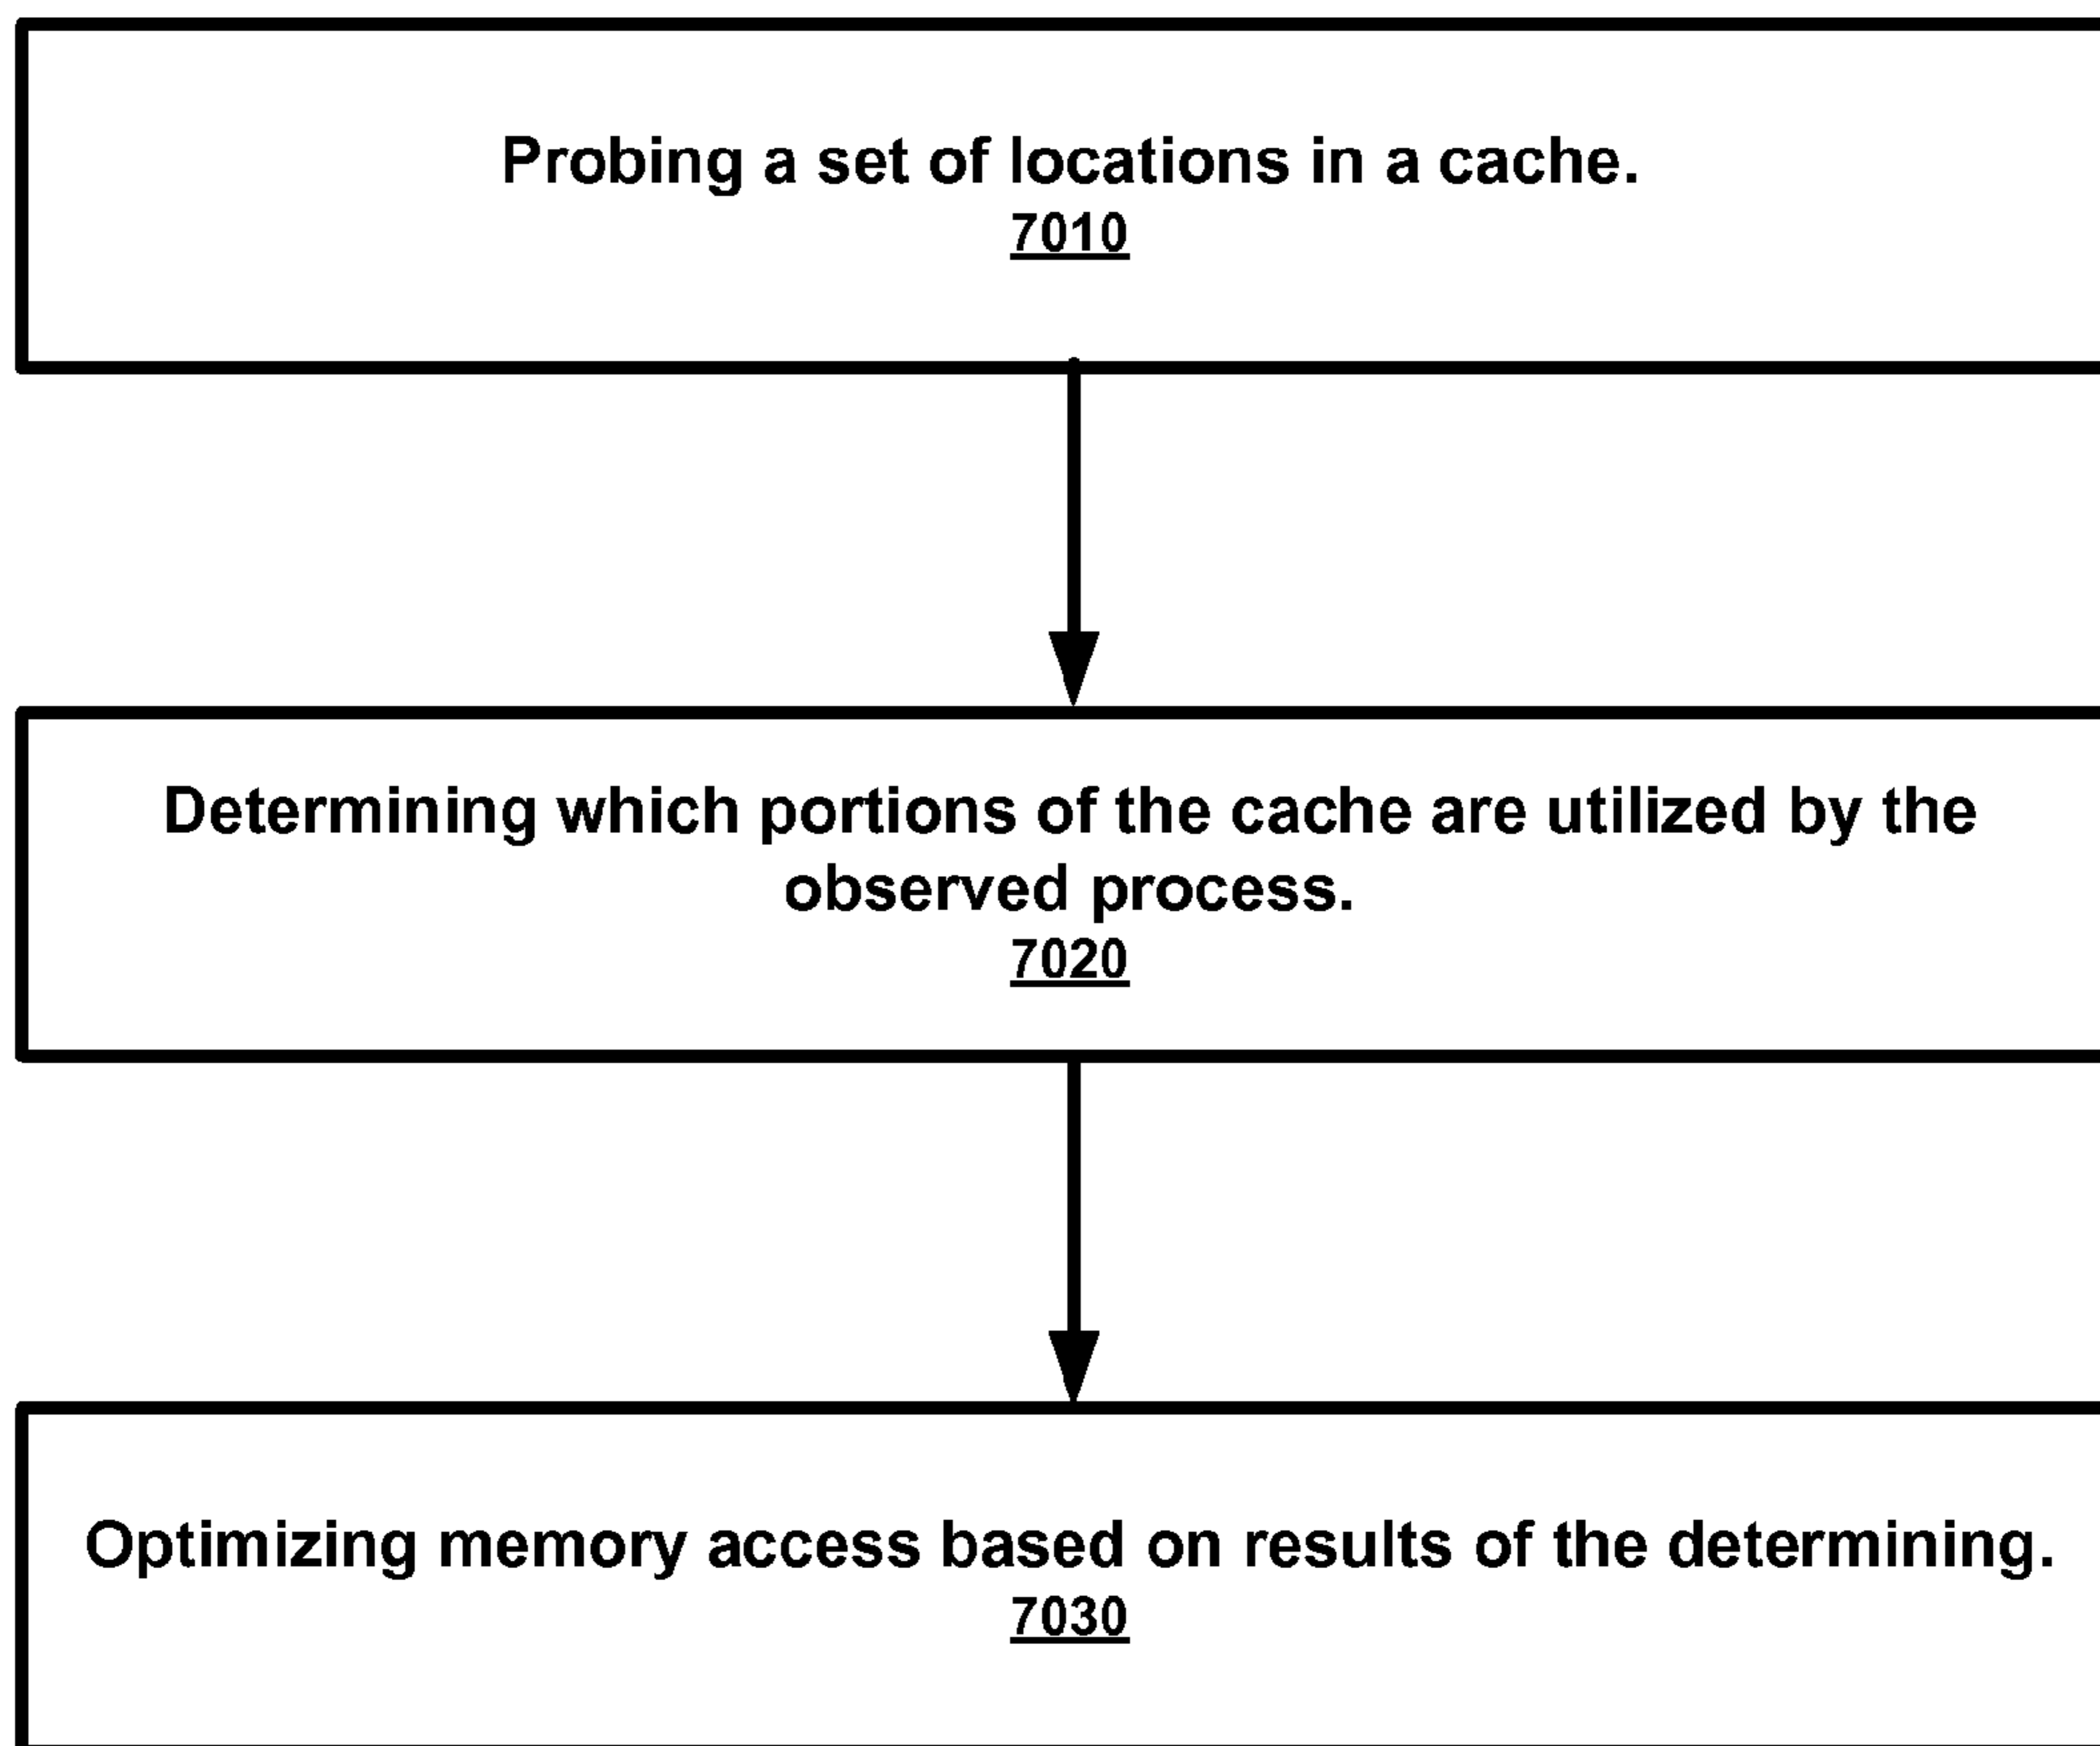 Probing a set of locations in a cache.
7010
Determining which portions of the cache are utilized by the
observed process.
7020
Optimizing memory access based on results of the determining.
7030